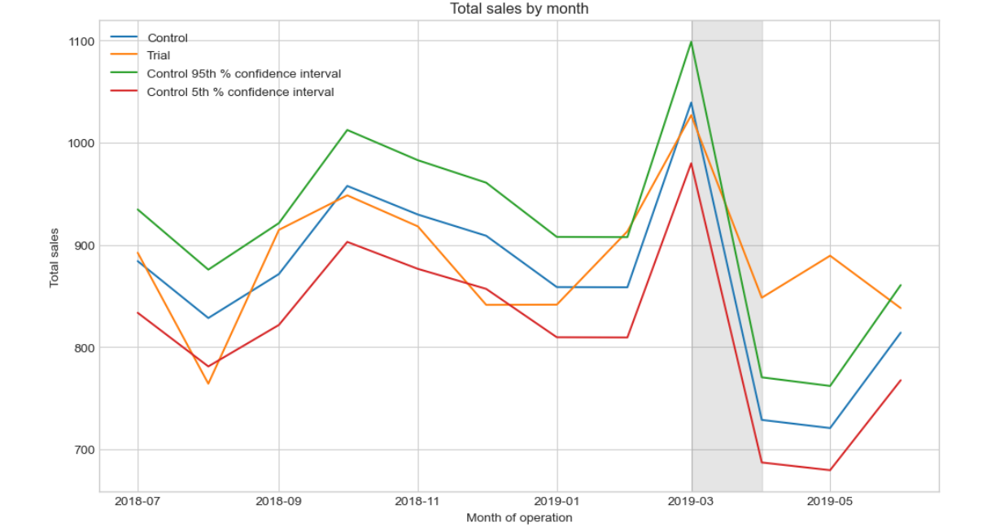 Total sales by month
Control
Trial
Control 95th % confidence interval
Control 5th % confidence interval
1100
1000
900
800
700
Total sales
2018-07 2018-09 2018-11 2019-01 2019-03 2019-05
Month of operation